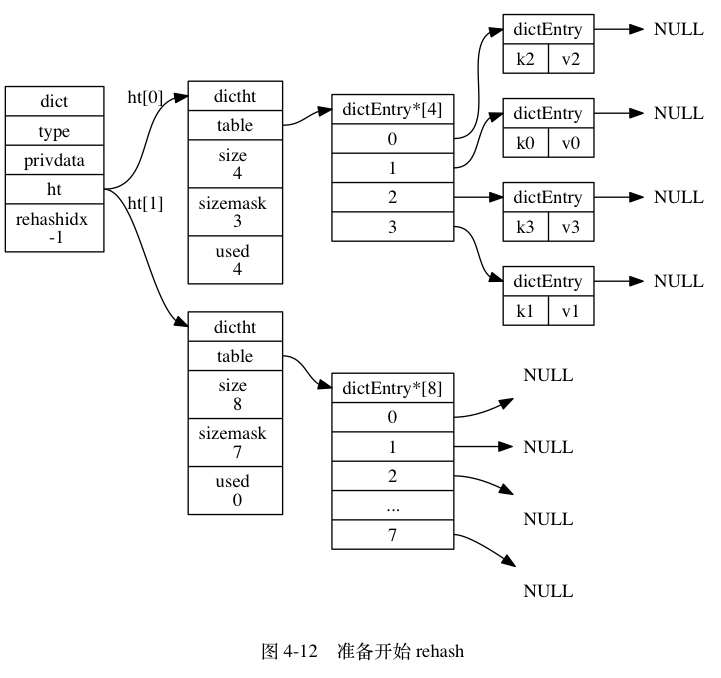 dict
type
privdata
ht
rehashidx
-1
ht[0]
ht[1]
dictht
table
size
4
sizemask
3
used
4
dictEntry*[4]
0
1
2
3
dictEntry
k2 v2
NULL
dictEntry
k0 v0
NULL
dictEntry
k3 v3
NULL
dictEntry
k1 v1
NULL
dictht
table
size
8
sizemask
7
used
0
dictEntry*[8]
0
1
2
...
7
NULL
NULL
NULL
NULL
图 4-12 准备开始 rehash